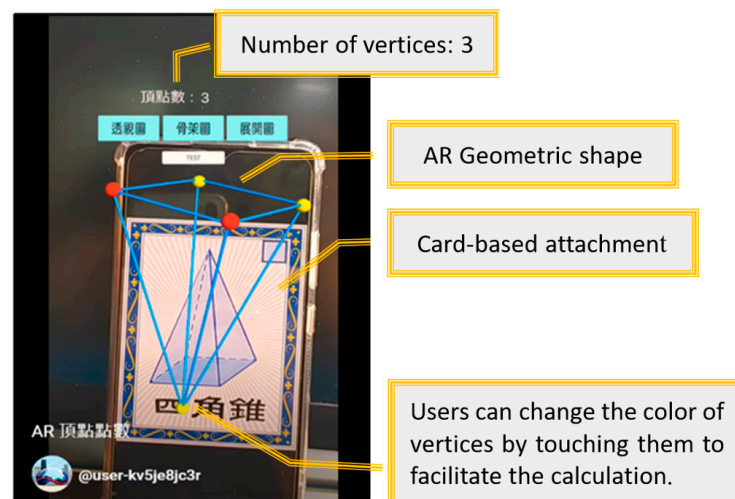 Number of vertices: 3
頂點數：3
透視圖 骨架圖 展開圖
TEST
AR Geometric shape
Card-based attachment
四角錐
Users can change the color of
vertices by touching them to
facilitate the calculation.
AR 頂點點數
@user-kv5je8jc3r